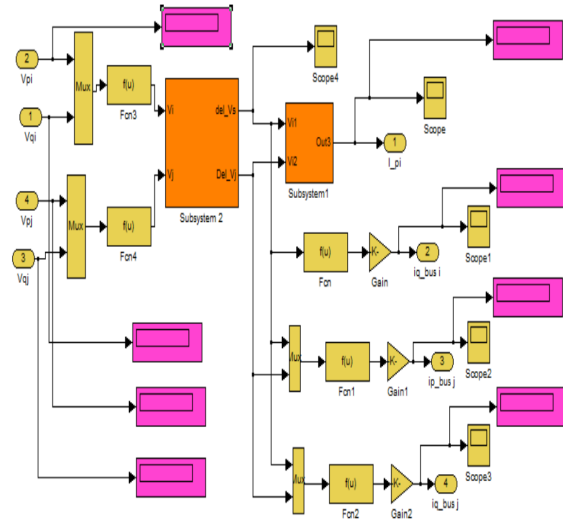 2
Vpi
1
Vqi
4
Vpj
3
Vqj
Mux
Mux
f(u)
Fcn3
f(u)
Fcn4
Vi
del_Vs
Vj
Del_Vj
Subsystem 2
Scope4
Vi1
Out3
Vi2
Subsystem1
Scope
1
I_pi
f(u)
Fcn
K-
Gain
2
iq_bus i
Scope1
Mux
f(u)
Fcn1
K-
Gain1
3
ip_bus j
Scope2
Mux
f(u)
Fcn2
K-
Gain2
4
iq_bus j
Scope3